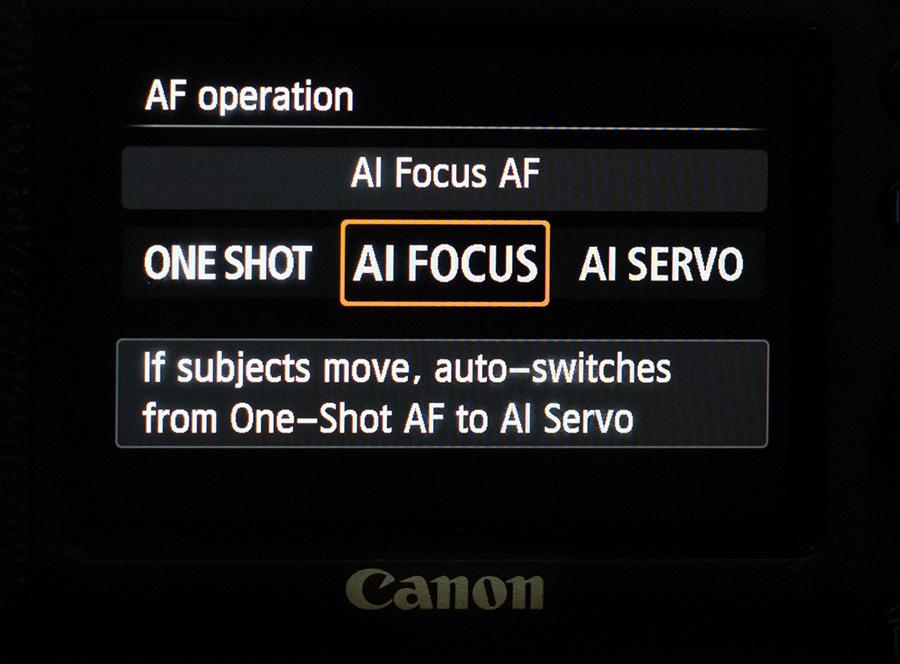 AF operation
AI Focus AF
ONE SHOT AI FOCUS AI SERVO
If subjects move, auto-switches
from One-Shot AF to AI Servo
Canon